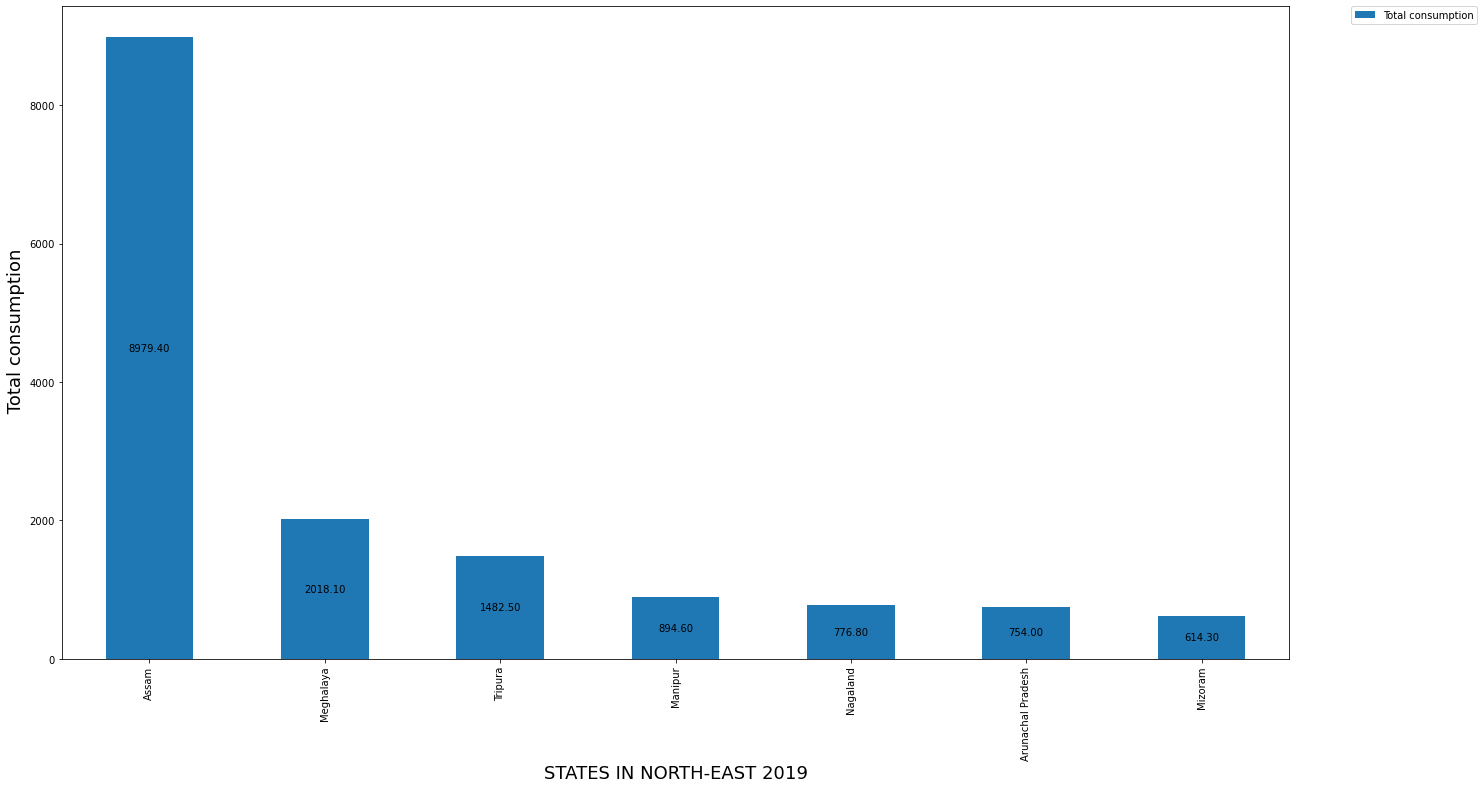 Total consumption
Total consumption
8000
6000
4000
2000
0
8979.40
2018.10
1482.50
894.60
776.80
754.00
614.30
Assam
Meghalaya
Tripura
Manipur
Nagaland
Arunachal Pradesh
Mizoram
STATES IN NORTH-EAST 2019